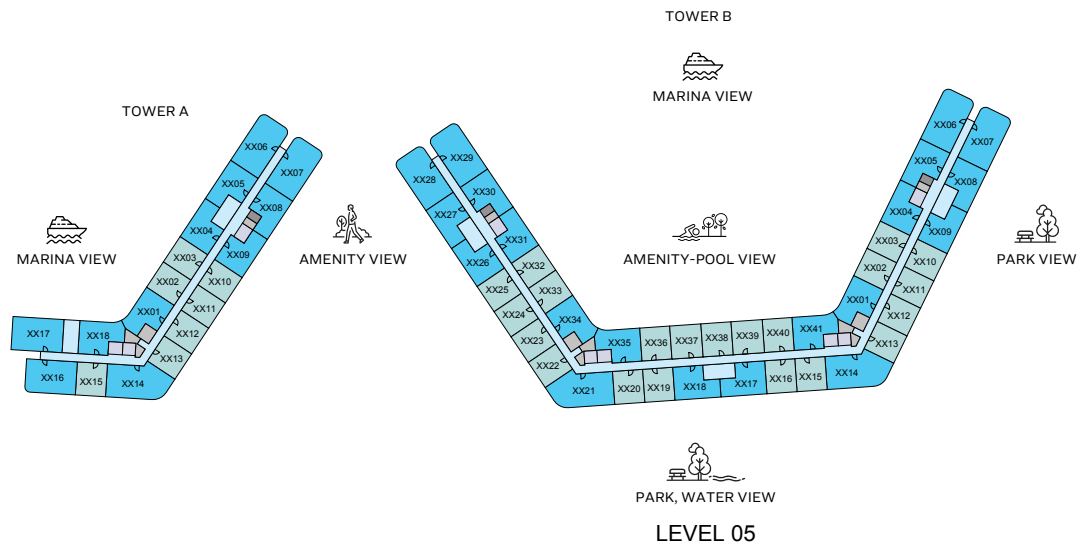 TOWER B
MARINA VIEW
TOWER A
XX06
XX07
XX05
XX08
XX04
XX09
XX03
XX10
XX02
XX11
XX01
XX12
XX13
XX17
XX18
XX16
XX15
XX14
MARINA VIEW
AMENITY VIEW
XX29
XX28
XX30
XX27
XX31
XX26
XX32
XX25
XX33
XX24
XX34
XX23
XX22
XX35
XX36
XX37
XX38
XX39
XX40
XX41
XX21
XX20
XX19
XX18
XX17
XX16
XX15
XX14
XX06
XX07
XX05
XX08
XX04
XX09
XX03
XX10
XX02
XX11
XX01
XX12
XX13
AMENITY-POOL VIEW
PARK VIEW
PARK, WATER VIEW
LEVEL 05